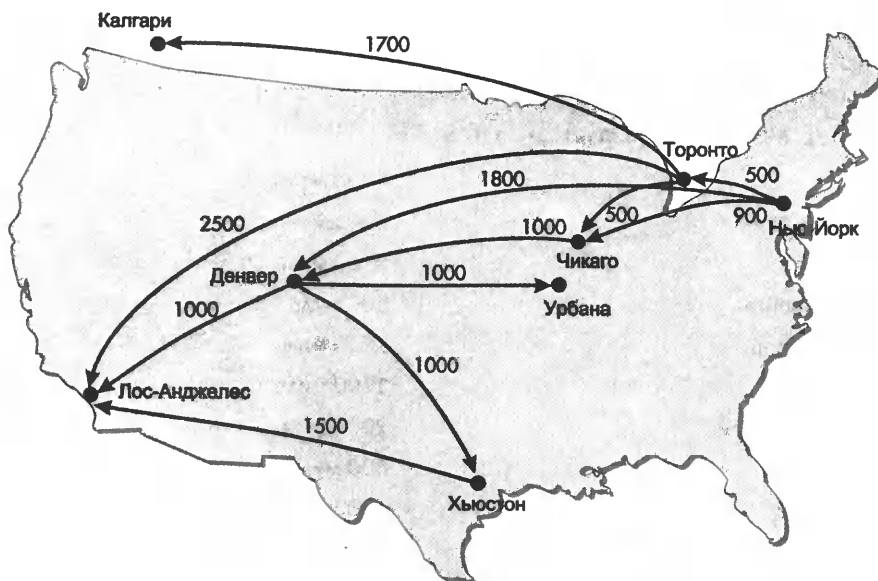 Калгари
1700
Торонто
500
1800
2500
500
900
Нью-Йорк
1000
Чикаго
Денвер
1000
Урбана
1000
1000
Лос-Анджелес
1500
Хьюстон